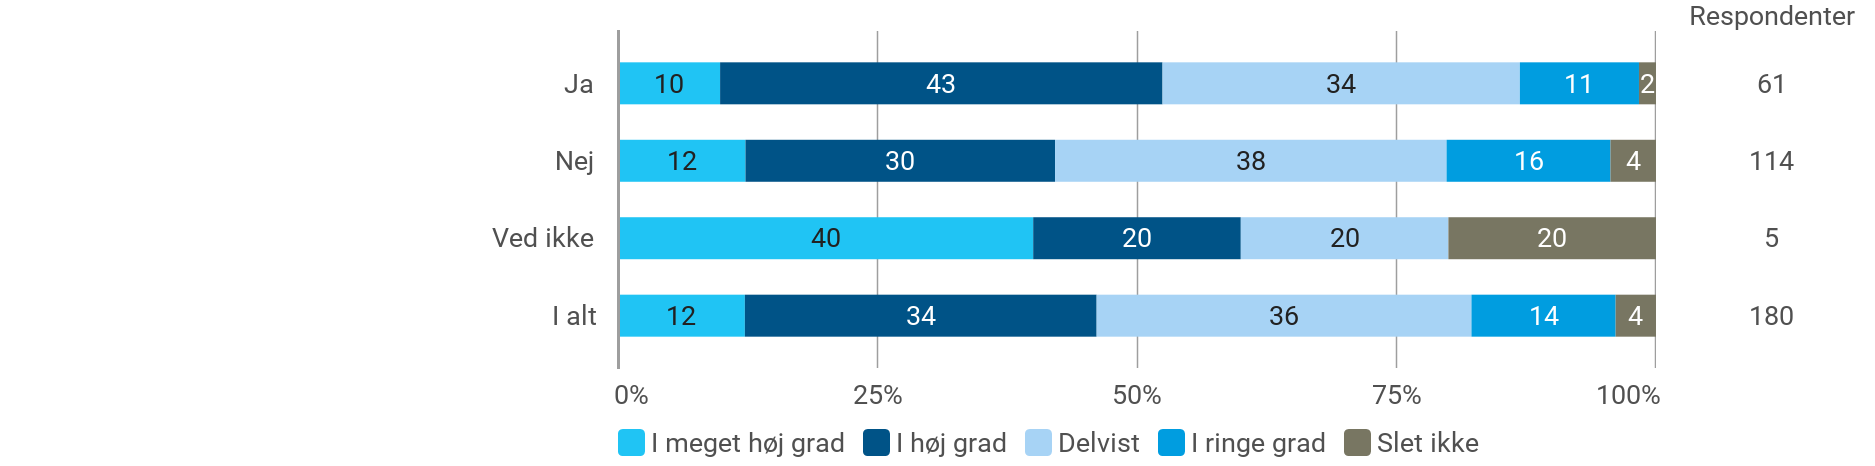 Respondenter
Ja 10 43 34 11 2 61
Nej 12 30 38 16 4 114
Ved ikke 40 20 20 20 5
I alt 12 34 36 14 4 180
0% 25% 50% 75% 100%
I meget høj grad I høj grad Delvist I ringe grad Slet ikke